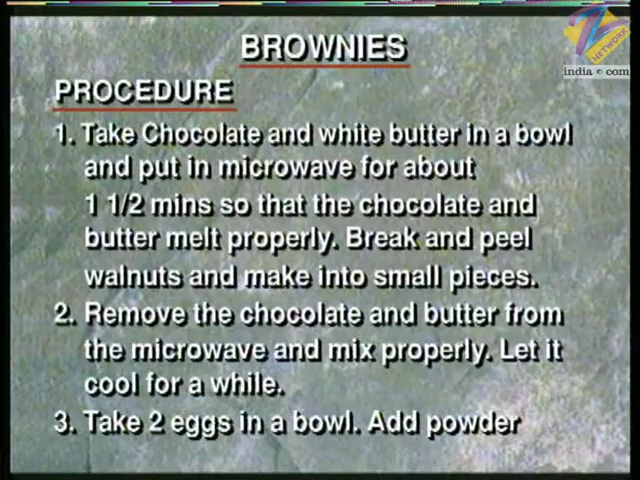 BROWNIES
Z
NETWORK
india com
PROCEDURE
1. Take Chocolate and white butter in a bowl
and put in microwave for about
1 1/2 mins so that the chocolate and
butter melt properly. Break and peel
walnuts and make into small pieces.
2. Remove the chocolate and butter from
the microwave and mix properly. Let it
cool for a while.
3. Take 2 eggs in a bowl. Add powder